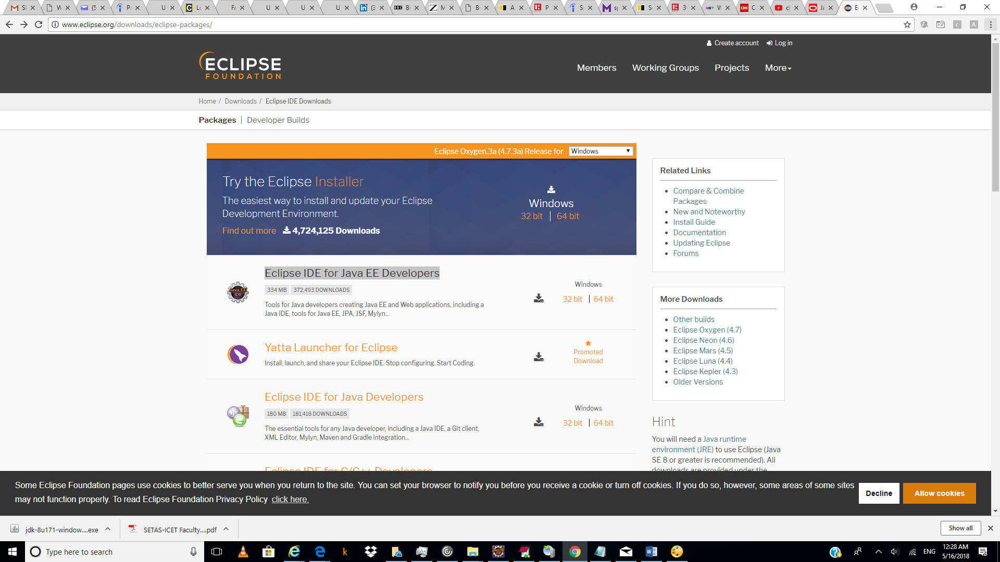 www.eclipse.org/downloads/eclipse-packages/
Create account
Log in
ECLIPSE
FOUNDATION
Members
Working Groups
Projects
More
Home / Downloads / Eclipse IDE Downloads
Packages | Developer Builds
Eclipse Oxygen.3a (4.7.3a) Release for
Windows
Try the Eclipse Installer
The easiest way to install and update your Eclipse
Development Environment.
Find out more 4,724,125 Downloads
Windows
32 bit | 64 bit
Eclipse IDE for Java EE Developers
334 MB 372,493 DOWNLOADS
Tools for Java developers creating Java EE and Web applications, including a
Java IDE, tools for Java EE, JPA, JSF, Mylyn...
Windows
32 bit | 64 bit
Java EE
IDE
Yatta Launcher for Eclipse
Install, launch, and share your Eclipse IDE. Stop configuring. Start Coding.
Promoted
Download
Eclipse IDE for Java Developers
180 MB 181,418 DOWNLOADS
The essential tools for any Java developer, including a Java IDE, a Git client,
XML Editor, Mylyn, Maven and Gradle integration...
Windows
32 bit | 64 bit
Eclipse IDE for C/C++ Developers
Related Links
Compare & Combine
Packages
New and Noteworthy
Install Guide
Documentation
Updating Eclipse
Forums
More Downloads
Other builds
Eclipse Oxygen (4.7)
Eclipse Neon (4.6)
Eclipse Mars (4.5)
Eclipse Luna (4.4)
Eclipse Kepler (4.3)
Older Versions
Hint
You will need a Java runtime
environment (JRE) to use Eclipse (Java
SE 8 or greater is recommended). All
downloads are provided under the
Some Eclipse Foundation pages use cookies to better serve you when you return to the site. You can set your browser to notify you before you receive a cookie or turn off cookies. If you do so, however, some areas of some sites
may not function properly. To read Eclipse Foundation Privacy Policy click here.
Decline
Allow cookies
jdk-8u171-window....exe
SETAS-ICET Faculty....pdf
Show all
Type here to search
ENG
12:28 AM
5/16/2018